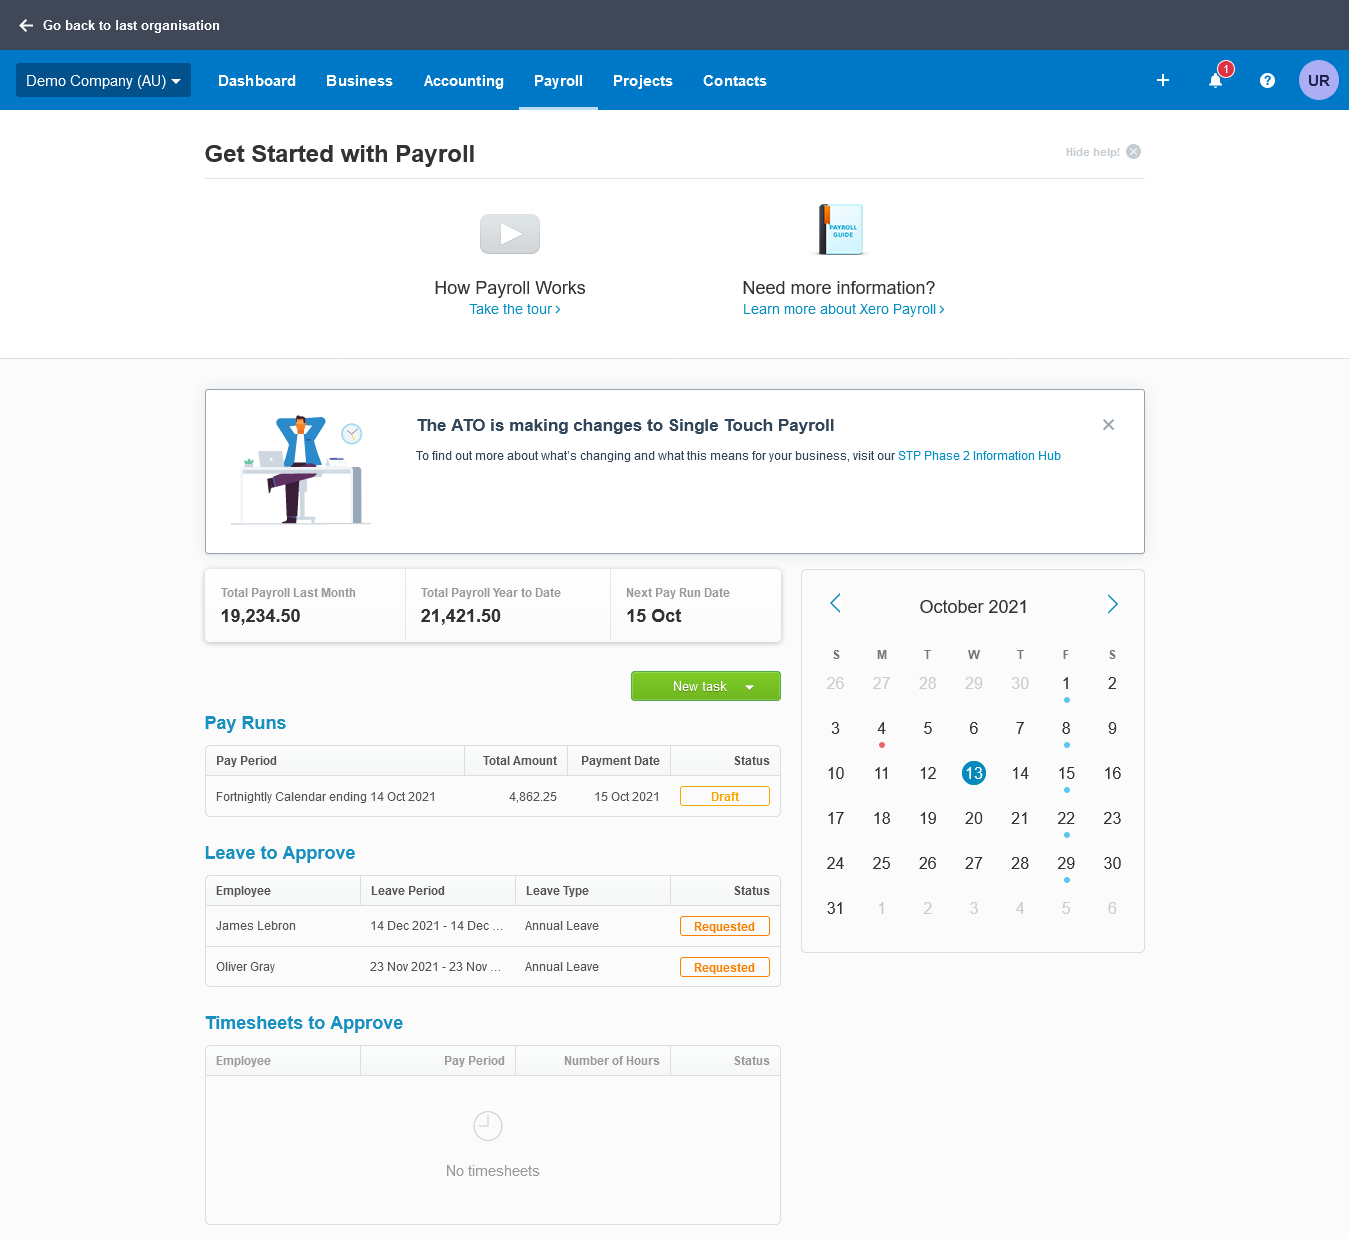 Go back to last organisation
Demo Company (AU) Dashboard Business Accounting Payroll Projects Contacts 1 UR
Get Started with Payroll
Hide help!
PAYROLL
GUIDE
How Payroll Works
Take the tour
Need more information?
Learn more about Xero Payroll
The ATO is making changes to Single Touch Payroll
To find out more about what's changing and what this means for your business, visit our STP Phase 2 Information Hub
Total Payroll Last Month Total Payroll Year to Date Next Pay Run Date
19,234.50 21,421.50 15 Oct
New task
Pay Runs
Pay Period Total Amount Payment Date Status
Fortnightly Calendar ending 14 Oct 2021 4,862.25 15 Oct 2021 Draft
Leave to Approve
Employee Leave Period Leave Type Status
James Lebron 14 Dec 2021 - 14 Dec ... Annual Leave Requested
Oliver Gray 23 Nov 2021 - 23 Nov ... Annual Leave Requested
Timesheets to Approve
Employee Pay Period Number of Hours Status
No timesheets
October 2021
S M T W T F S
26 27 28 29 30 1 2
3 4 5 6 7 8 9
10 11 12 13 14 15 16
17 18 19 20 21 22 23
24 25 26 27 28 29 30
31 1 2 3 4 5 6